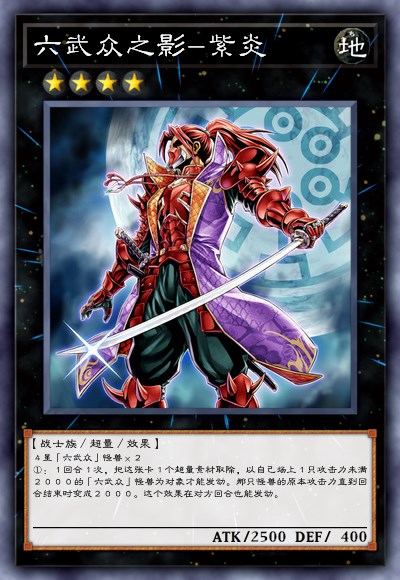 六武众之影-紫炎
地
【战士族／超量／效果】
4星「六武众」怪兽×2
①：1回合1次，把这张卡1个超量素材取除，以自己场上1只攻击力未满
2000的「六武众」怪兽为对象才能发动。那只怪兽的原本攻击力直到回
合结束时变成2000。这个效果在对方回合也能发动。
ATK/2500 DEF/ 400